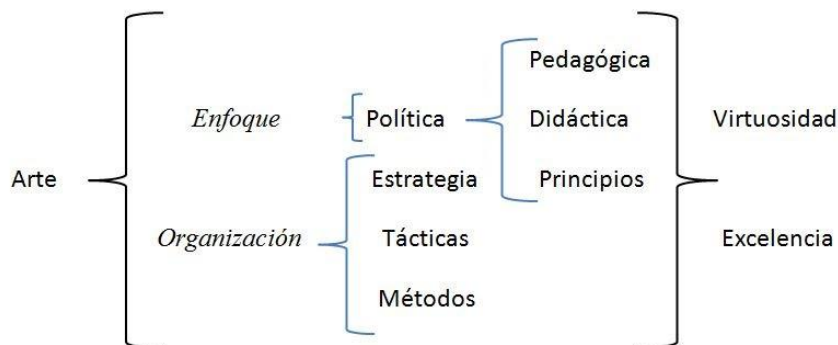 Pedagógica
Enfoque Política Didáctica Virtuosidad
Arte Estrategia Principios
Organización Tácticas Excelencia
Métodos